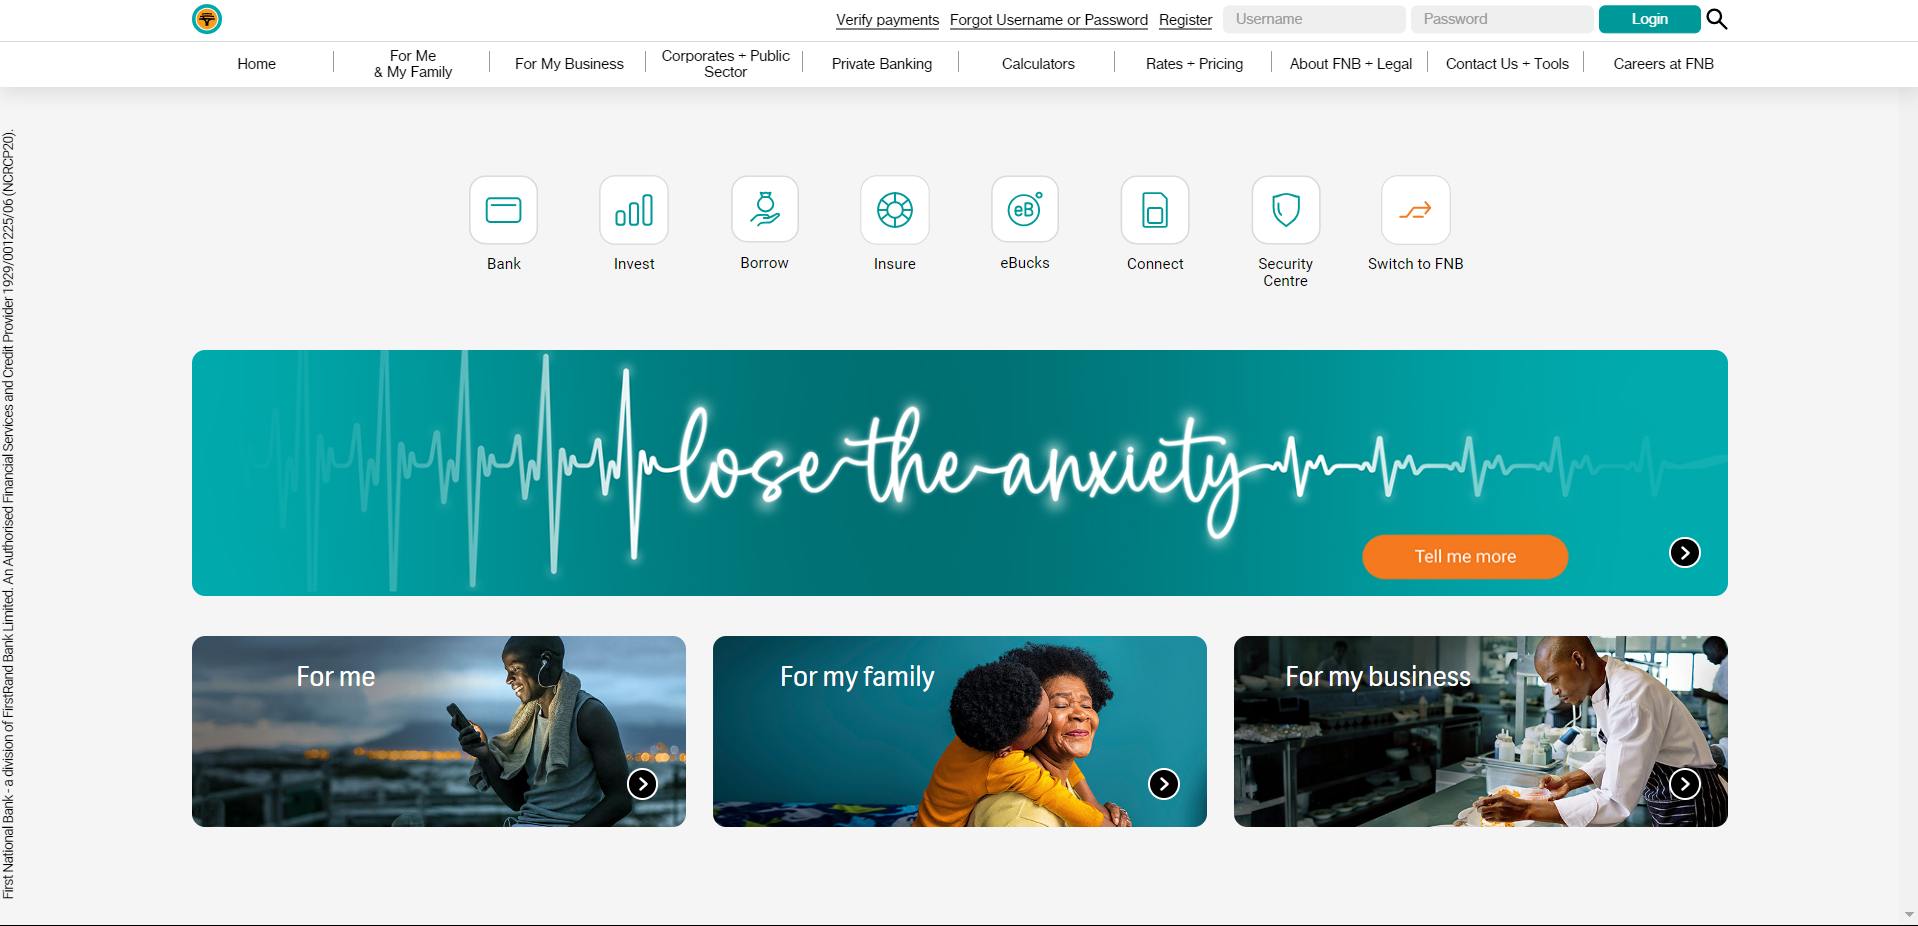 Verify payments Forgot Username or Password Register Username Password Login
Home
For Me
& My Family
For My Business
Corporates + Public
Sector
Private Banking
Calculators
Rates + Pricing
About FNB + Legal
Contact Us + Tools
Careers at FNB
First National Bank - a division of FirstRand Bank Limited. An Authorised Financial Services and Credit Provider 1929/001225/06 (NCRCP20).
Bank
Invest
Borrow
Insure
eB
eBucks
Connect
Security
Centre
Switch to FNB
lose the anxiety
Tell me more
For me
For my family
For my business